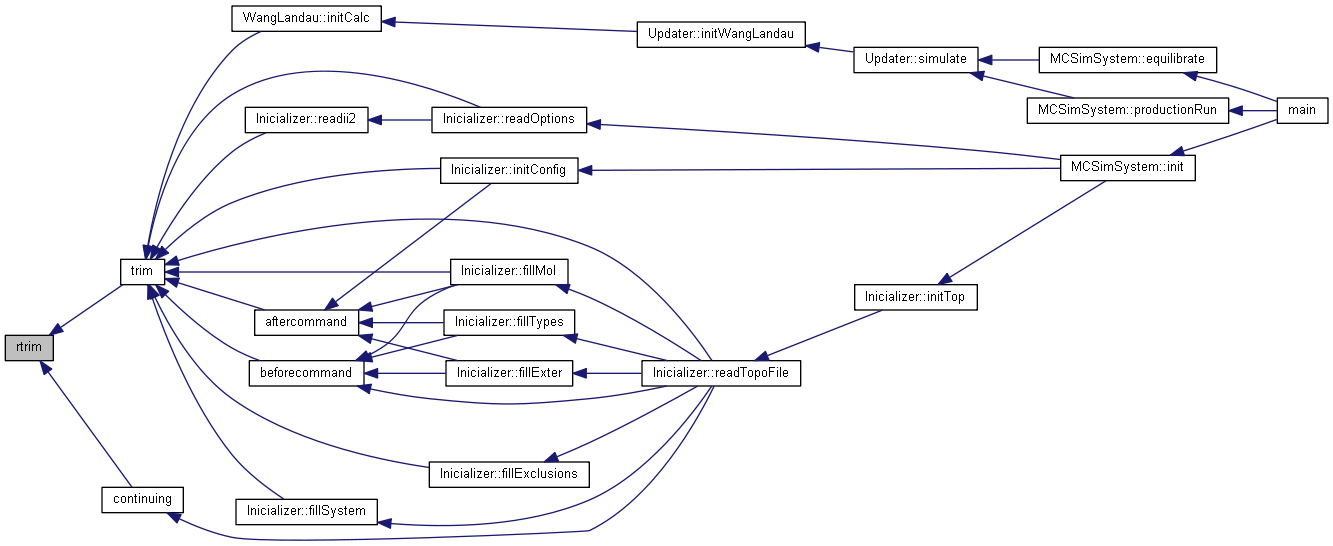 WangLandau::initCalc
Updater::initWangLandau
Updater::simulate
MCSimSystem::equilibrate
MCSimSystem::productionRun
main
Inicializer::readii2
Inicializer::readOptions
Inicializer::initConfig
MCSimSystem::init
trim
Inicializer::fillMol
Inicializer::initTop
aftercommand
Inicializer::fillTypes
rtrim
beforecommand
Inicializer::fillExter
Inicializer::readTopoFile
Inicializer::fillExclusions
continuing
Inicializer::fillSystem